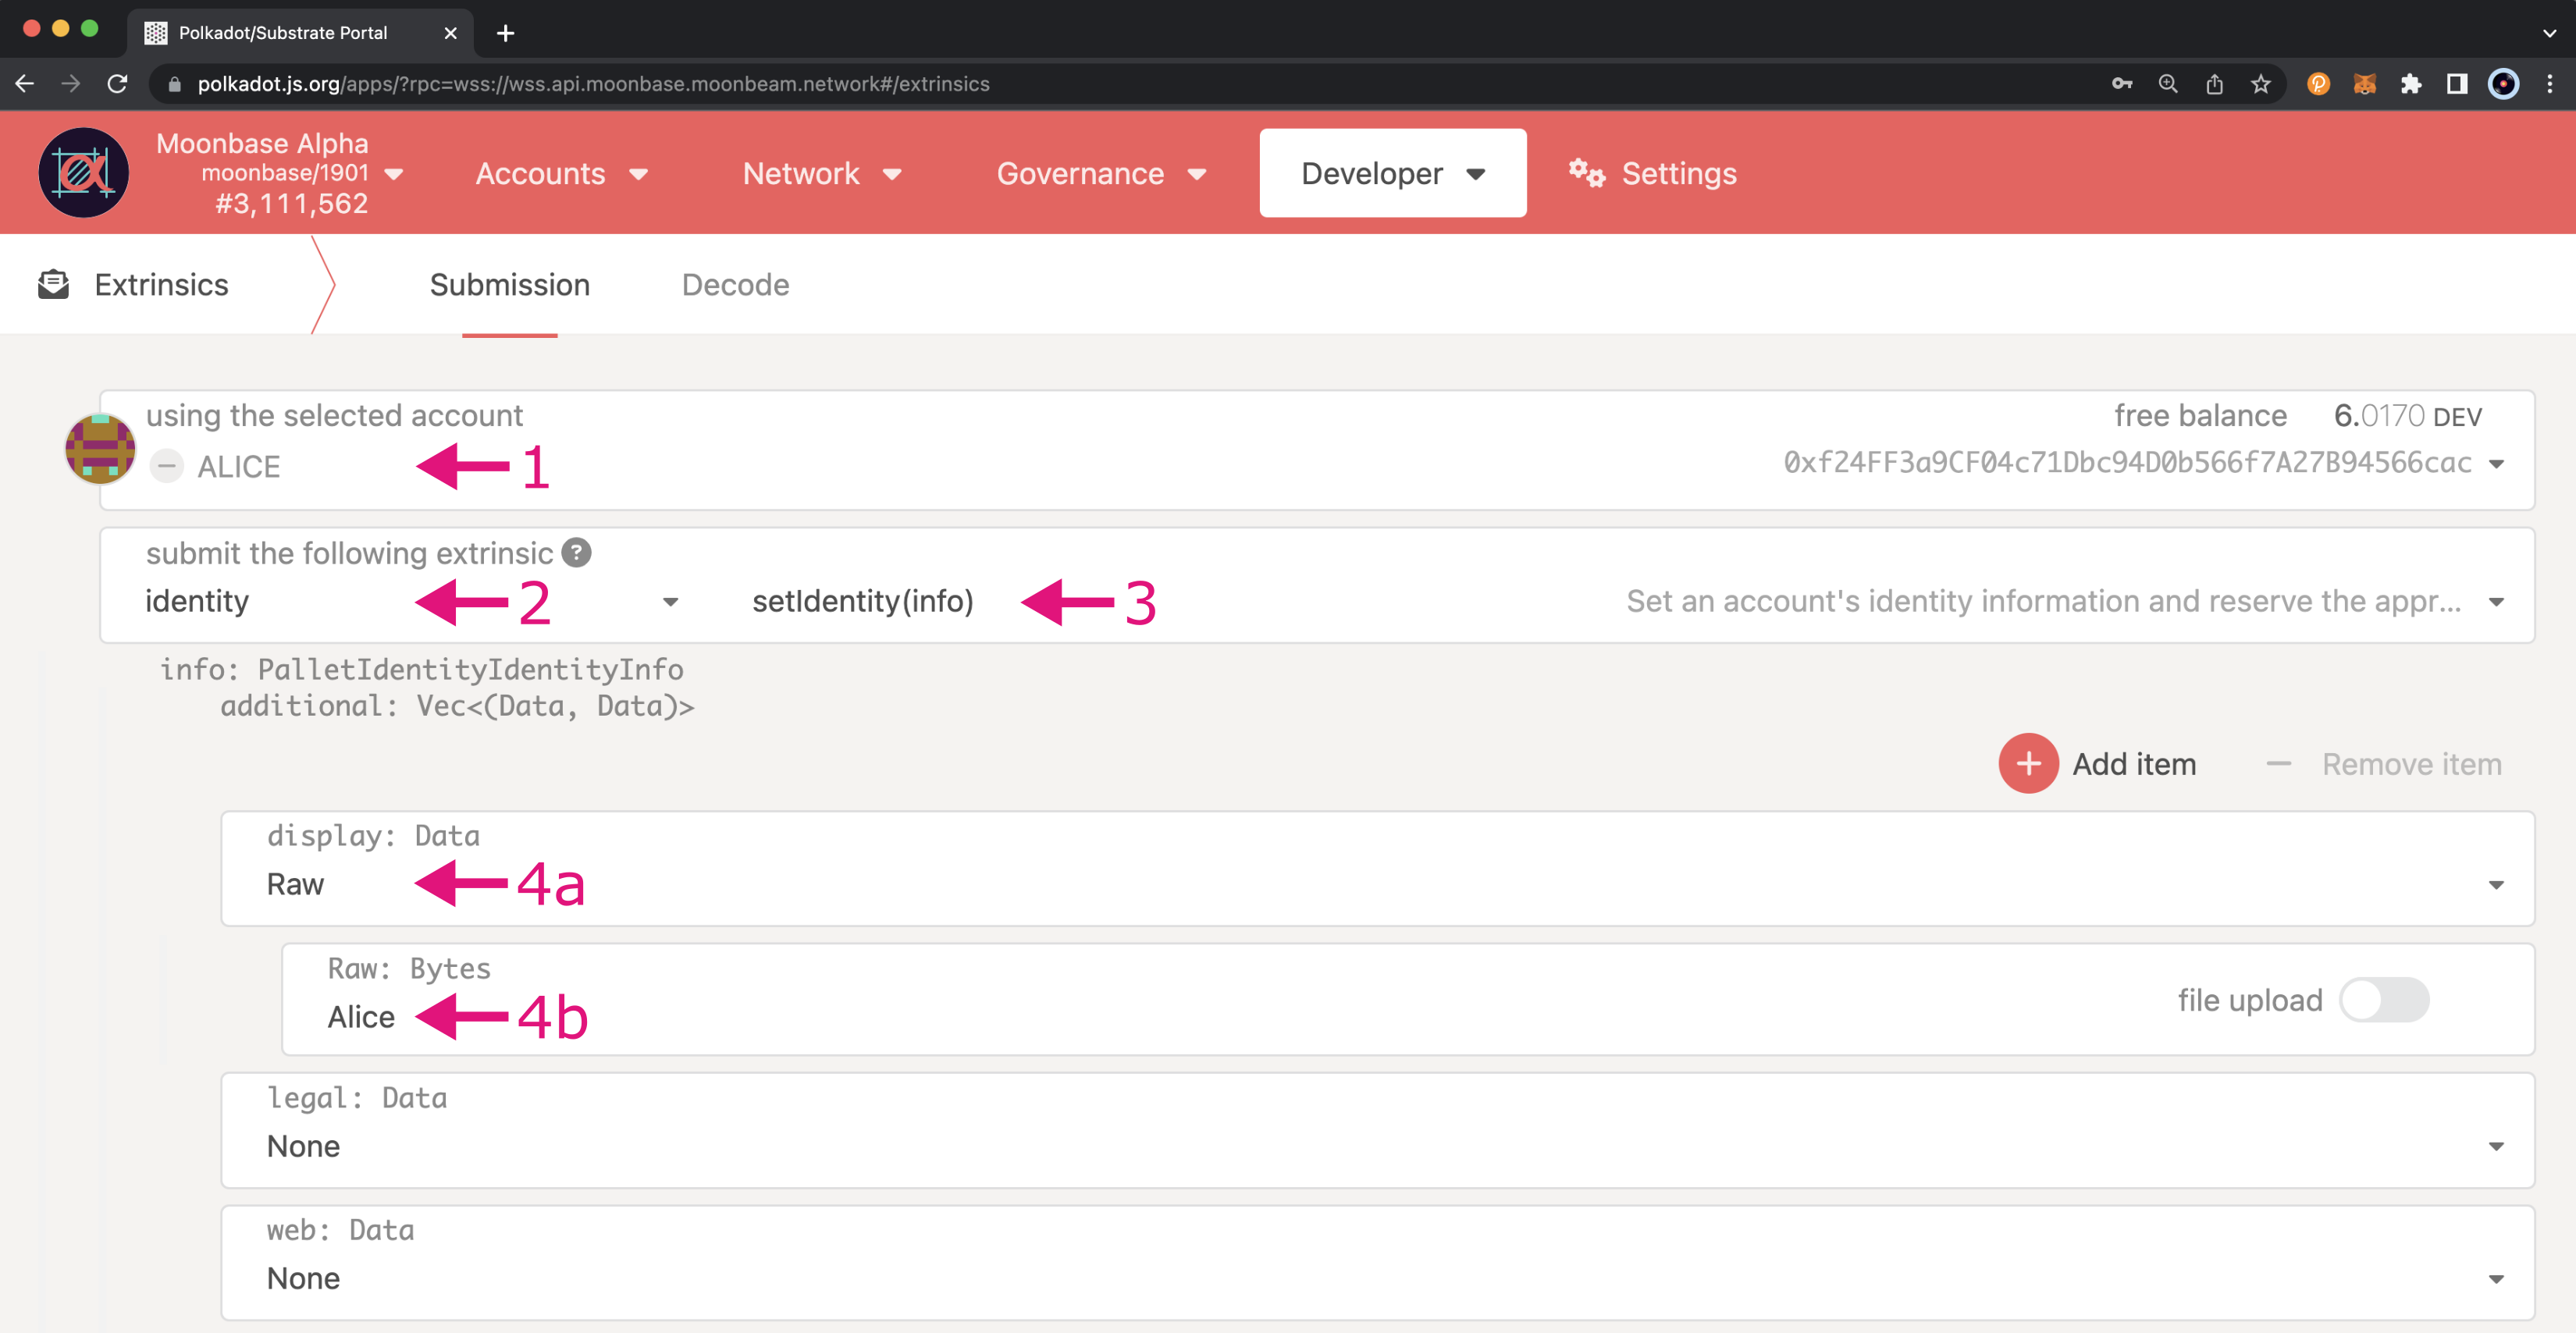 Polkadot/Substrate Portal
polkadot.js.org/apps/?rpc=wss://wss.api.moonbase.moonbeam.network#/extrinsics
Moonbase Alpha
moonbase/1901
#3,111,562
Accounts
Network
Governance
Developer
Settings
Extrinsics
Submission
Decode
using the selected account
free balance 6.0170 DEV
ALICE
1
0xf24FF3a9CF04c71Dbc94D0b566f7A27B94566cac
submit the following extrinsic ?
identity
2
setIdentity(info)
3
Set an account's identity information and reserve the appr...
info: PalletIdentityIdentityInfo
additional: Vec<(Data, Data)>
Add item
Remove item
display: Data
Raw
4a
Raw: Bytes
Alice
4b
file upload
legal: Data
None
web: Data
None